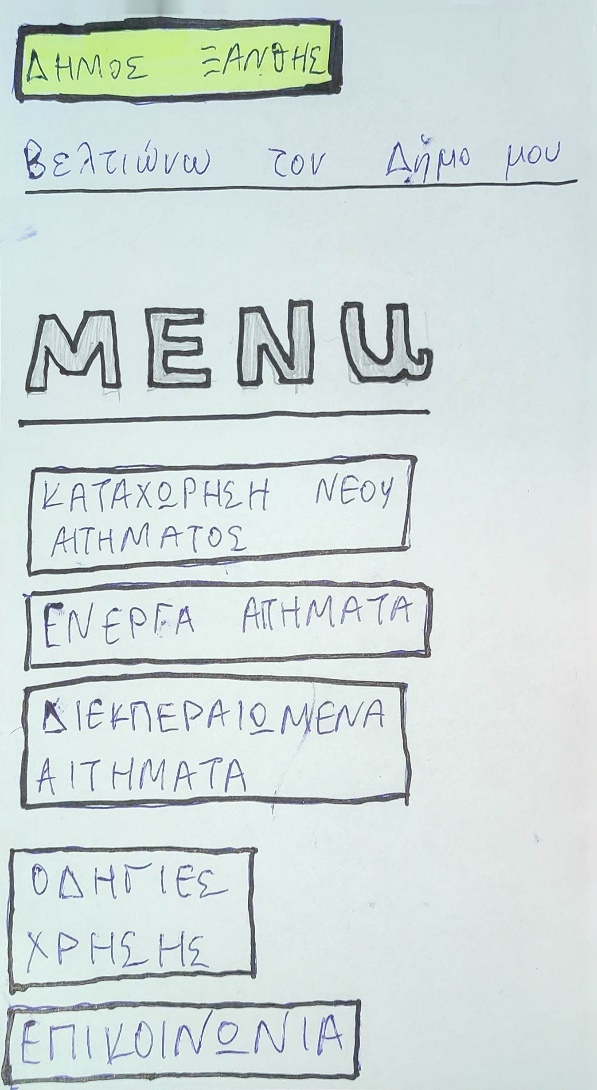 ΔΗΜΟΣ ΞΑΝΘΗΣ
Βελτιώνω τον Δήμο μου
MENU
ΚΑΤΑΧΩΡΗΣΗ ΝΕΟΥ
ΑΙΤΗΜΑΤΟΣ
ΕΝΕΡΓΑ ΑΙΤΗΜΑΤΑ
ΔΙΕΚΠΕΡΑΙΩΜΕΝΑ
ΑΙΤΗΜΑΤΑ
ΟΔΗΓΙΕΣ
ΧΡΗΣΗΣ
ΕΠΙΚΟΙΝΩΝΙΑ